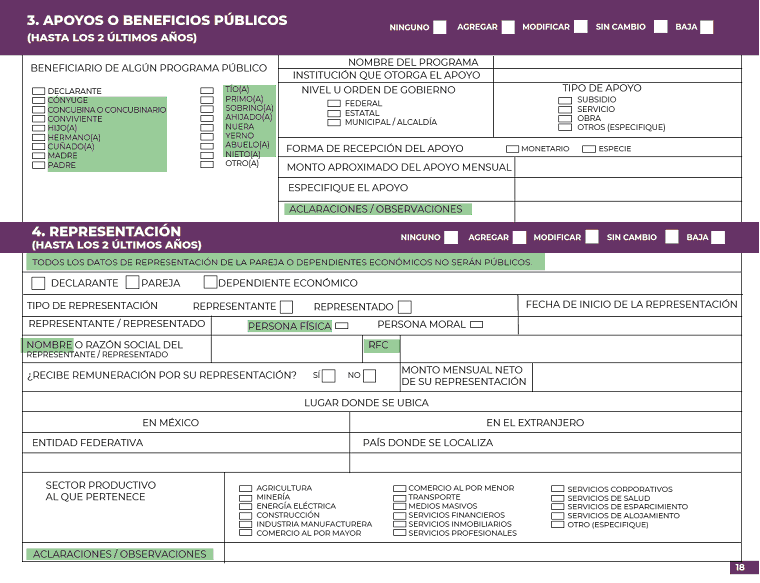 3. APOYOS O BENEFICIOS PÚBLICOS
(HASTA LOS 2 ÚLTIMOS AÑOS)
NINGUNO AGREGAR MODIFICAR SIN CAMBIO BAJA
BENEFICIARIO DE ALGÚN PROGRAMA PÚBLICO
DECLARANTE
CÓNYUGE
CONCUBINA O CONCUBINARIO
CONVIVIENTE
HIJO(A)
HERMANO(A)
CUÑADO(A)
MADRE
PADRE
TÍO(A)
PRIMO(A)
SOBRINO(A)
AHIJADO(A)
NUERA
YERNO
ABUELO(A)
NIETO(A)
OTRO(A)
NOMBRE DEL PROGRAMA
INSTITUCIÓN QUE OTORGA EL APOYO
NIVEL U ORDEN DE GOBIERNO
FEDERAL
ESTATAL
MUNICIPAL / ALCALDÍA
TIPO DE APOYO
SUBSIDIO
SERVICIO
OBRA
OTROS (ESPECIFIQUE)
FORMA DE RECEPCIÓN DEL APOYO MONETARIO ESPECIE
MONTO APROXIMADO DEL APOYO MENSUAL
ESPECIFIQUE EL APOYO
ACLARACIONES / OBSERVACIONES
4. REPRESENTACIÓN
(HASTA LOS 2 ÚLTIMOS AÑOS)
NINGUNO AGREGAR MODIFICAR SIN CAMBIO BAJA
TODOS LOS DATOS DE REPRESENTACIÓN DE LA PAREJA O DEPENDIENTES ECONÓMICOS NO SERÁN PÚBLICOS.
DECLARANTE PAREJA DEPENDIENTE ECONÓMICO
TIPO DE REPRESENTACIÓN REPRESENTANTE REPRESENTADO FECHA DE INICIO DE LA REPRESENTACIÓN
REPRESENTANTE / REPRESENTADO PERSONA FÍSICA PERSONA MORAL
NOMBRE O RAZÓN SOCIAL DEL
REPRESENTANTE / REPRESENTADO
RFC
¿RECIBE REMUNERACIÓN POR SU REPRESENTACIÓN? SÍ NO
MONTO MENSUAL NETO
DE SU REPRESENTACIÓN
LUGAR DONDE SE UBICA
EN MÉXICO EN EL EXTRANJERO
ENTIDAD FEDERATIVA PAÍS DONDE SE LOCALIZA
SECTOR PRODUCTIVO
AL QUE PERTENECE
AGRICULTURA
MINERÍA
ENERGÍA ELÉCTRICA
CONSTRUCCIÓN
INDUSTRIA MANUFACTURERA
COMERCIO AL POR MAYOR
COMERCIO AL POR MENOR
TRANSPORTE
MEDIOS MASIVOS
SERVICIOS FINANCIEROS
SERVICIOS INMOBILIARIOS
SERVICIOS PROFESIONALES
SERVICIOS CORPORATIVOS
SERVICIOS DE SALUD
SERVICIOS DE ESPARCIMIENTO
SERVICIOS DE ALOJAMIENTO
OTRO (ESPECIFIQUE)
ACLARACIONES / OBSERVACIONES
18